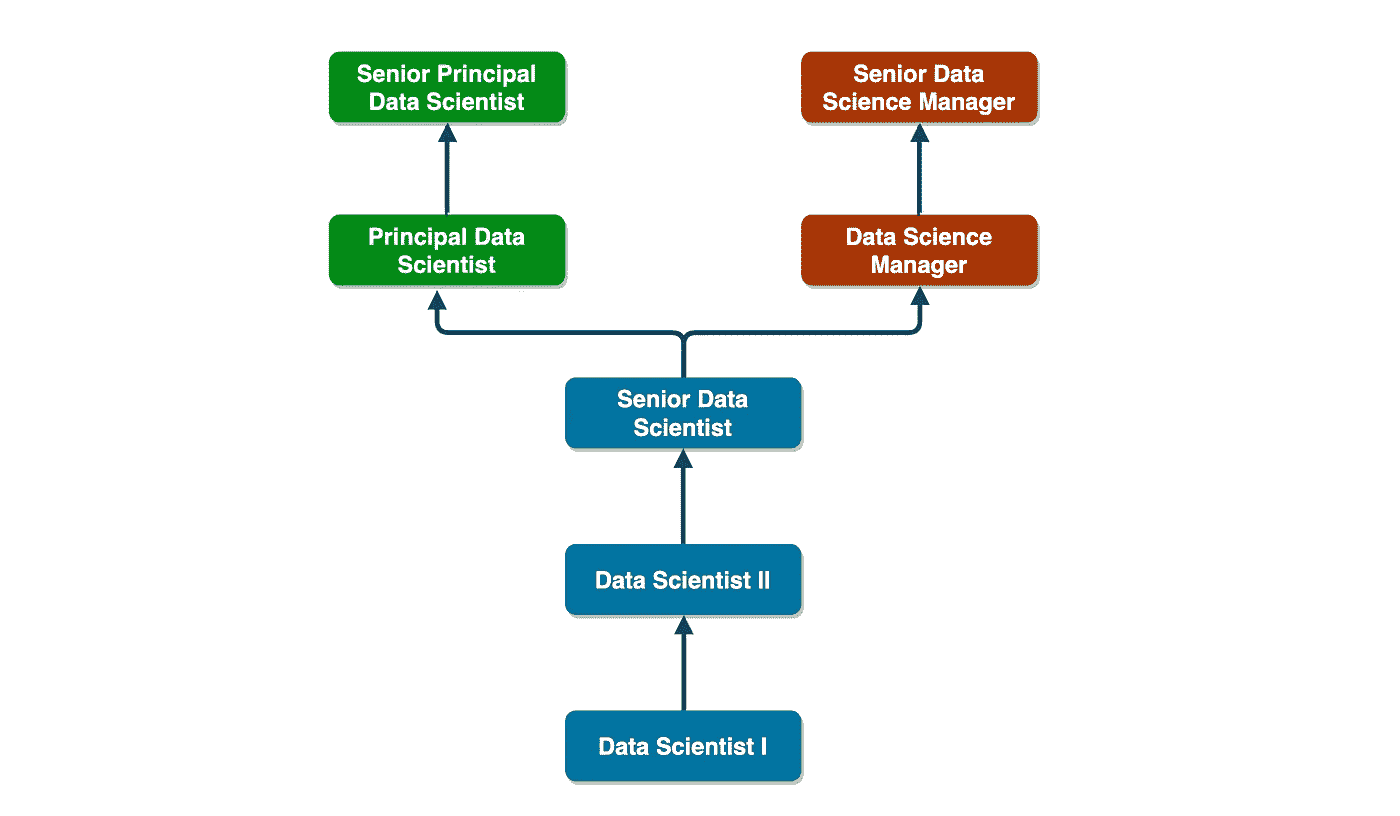 Senior Principal
Data Scientist
Senior Data
Science Manager
Principal Data
Scientist
Data Science
Manager
Senior Data
Scientist
Data Scientist II
Data Scientist I